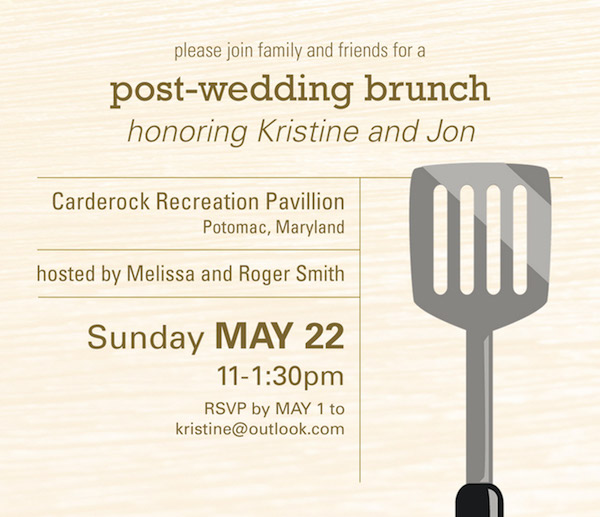 please join family and friends for a
post-wedding brunch
honoring Kristine and Jon
Carderock Recreation Pavillion
Potomac, Maryland
hosted by Melissa and Roger Smith
Sunday MAY 22
11-1:30pm
RSVP by MAY 1 to
kristine@outlook.com